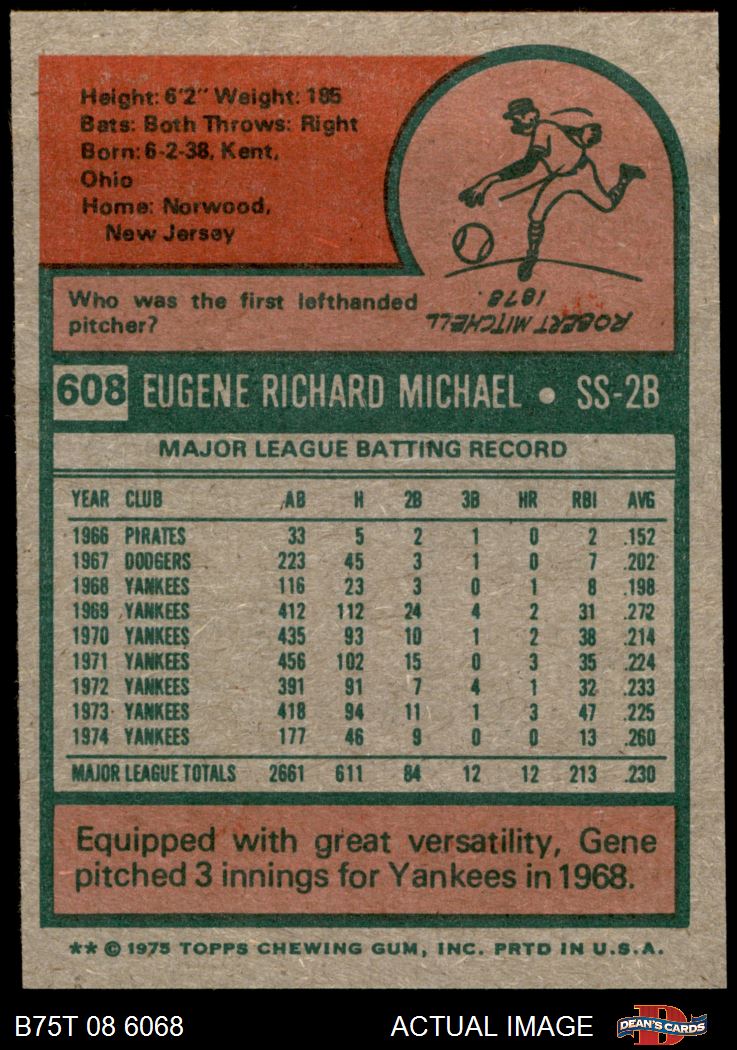 Height: 6'2" Weight: 185
Bats: Both Throws: Right
Born: 6-2-38, Kent,
Ohio
Home: Norwood,
New Jersey
Who was the first lefthanded
pitcher?
ROBERT MITCHELL
1878.
608 EUGENE RICHARD MICHAEL • SS-2B
MAJOR LEAGUE BATTING RECORD
YEAR CLUB AB H 2B 3B HR RBI AVG
1966 PIRATES 33 5 2 1 0 2 .152
1967 DODGERS 223 45 3 1 0 7 .202
1968 YANKEES 116 23 3 0 1 8 .198
1969 YANKEES 412 112 24 4 2 31 .272
1970 YANKEES 435 93 10 1 2 38 .214
1971 YANKEES 456 102 15 0 3 35 .224
1972 YANKEES 391 91 7 4 1 32 .233
1973 YANKEES 418 94 11 1 3 47 .225
1974 YANKEES 177 46 9 0 0 13 .260
MAJOR LEAGUE TOTALS 2661 611 84 12 12 213 .230
Equipped with great versatility, Gene
pitched 3 innings for Yankees in 1968.
** © 1975 TOPPS CHEWING GUM, INC. PRTD IN U.S.A.
B75T 08 6068 ACTUAL IMAGE D DEAN'S CARDS